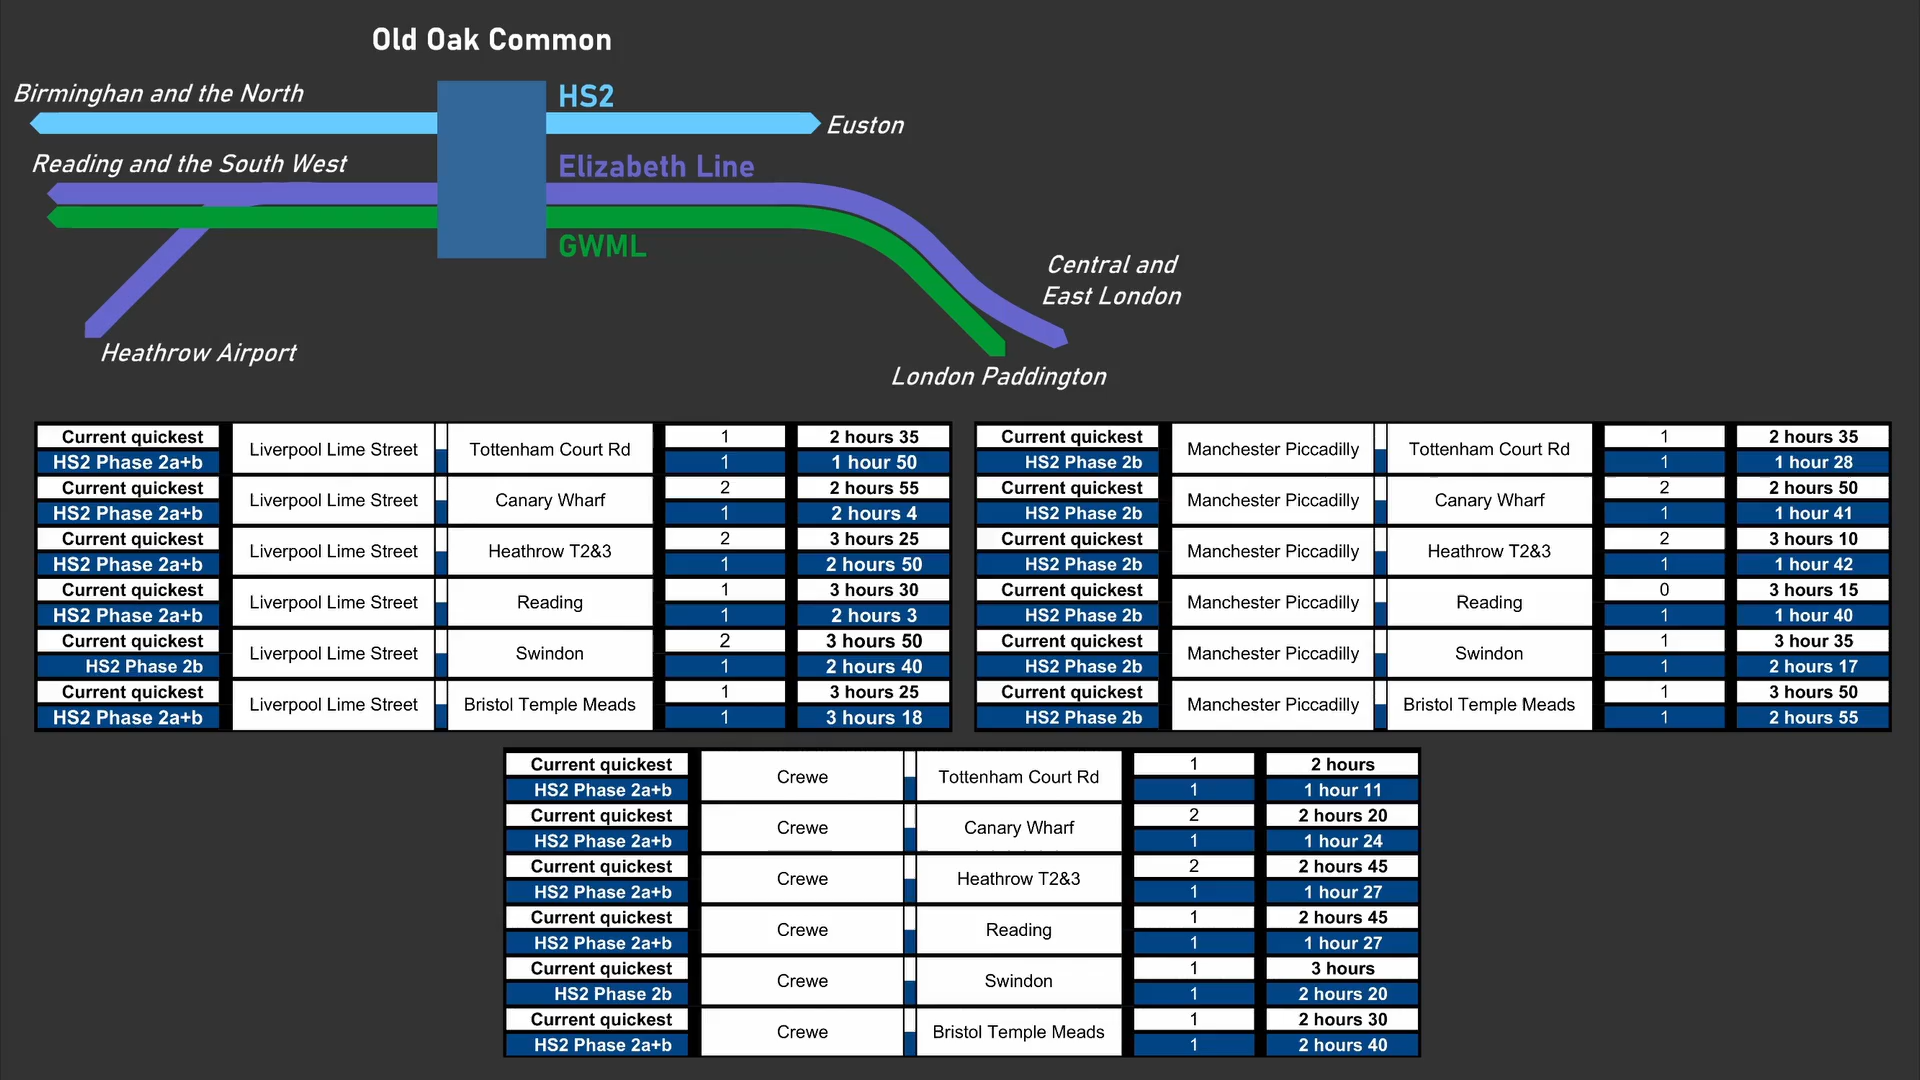 Old Oak Common
Birminghan and the North
HS2
Euston
Reading and the South West
Elizabeth Line
GWML
Central and
East London
Heathrow Airport
London Paddington
Current quickest Liverpool Lime Street Tottenham Court Rd 1 2 hours 35
HS2 Phase 2a+b 1 1 hour 50
Current quickest Liverpool Lime Street Canary Wharf 2 2 hours 55
HS2 Phase 2a+b 1 2 hours 4
Current quickest Liverpool Lime Street Heathrow T2&3 2 3 hours 25
HS2 Phase 2a+b 1 2 hours 50
Current quickest Liverpool Lime Street Reading 1 3 hours 30
HS2 Phase 2a+b 1 2 hours 3
Current quickest Liverpool Lime Street Swindon 2 3 hours 50
HS2 Phase 2b 1 2 hours 40
Current quickest Liverpool Lime Street Bristol Temple Meads 1 3 hours 25
HS2 Phase 2a+b 1 3 hours 18
Current quickest Manchester Piccadilly Tottenham Court Rd 1 2 hours 35
HS2 Phase 2b 1 1 hour 28
Current quickest Manchester Piccadilly Canary Wharf 2 2 hours 50
HS2 Phase 2b 1 1 hour 41
Current quickest Manchester Piccadilly Heathrow T2&3 2 3 hours 10
HS2 Phase 2b 1 1 hour 42
Current quickest Manchester Piccadilly Reading 0 3 hours 15
HS2 Phase 2b 1 1 hour 40
Current quickest Manchester Piccadilly Swindon 1 3 hour 35
HS2 Phase 2b 1 2 hours 17
Current quickest Manchester Piccadilly Bristol Temple Meads 1 3 hours 50
HS2 Phase 2b 1 2 hours 55
Current quickest Crewe Tottenham Court Rd 1 2 hours
HS2 Phase 2a+b 1 1 hour 11
Current quickest Crewe Canary Wharf 2 2 hours 20
HS2 Phase 2a+b 1 1 hour 24
Current quickest Crewe Heathrow T2&3 2 2 hours 45
HS2 Phase 2a+b 1 1 hour 27
Current quickest Crewe Reading 1 2 hours 45
HS2 Phase 2a+b 1 1 hour 27
Current quickest Crewe Swindon 1 3 hours
HS2 Phase 2b 1 2 hours 20
Current quickest Crewe Bristol Temple Meads 1 2 hours 30
HS2 Phase 2a+b 1 2 hours 40